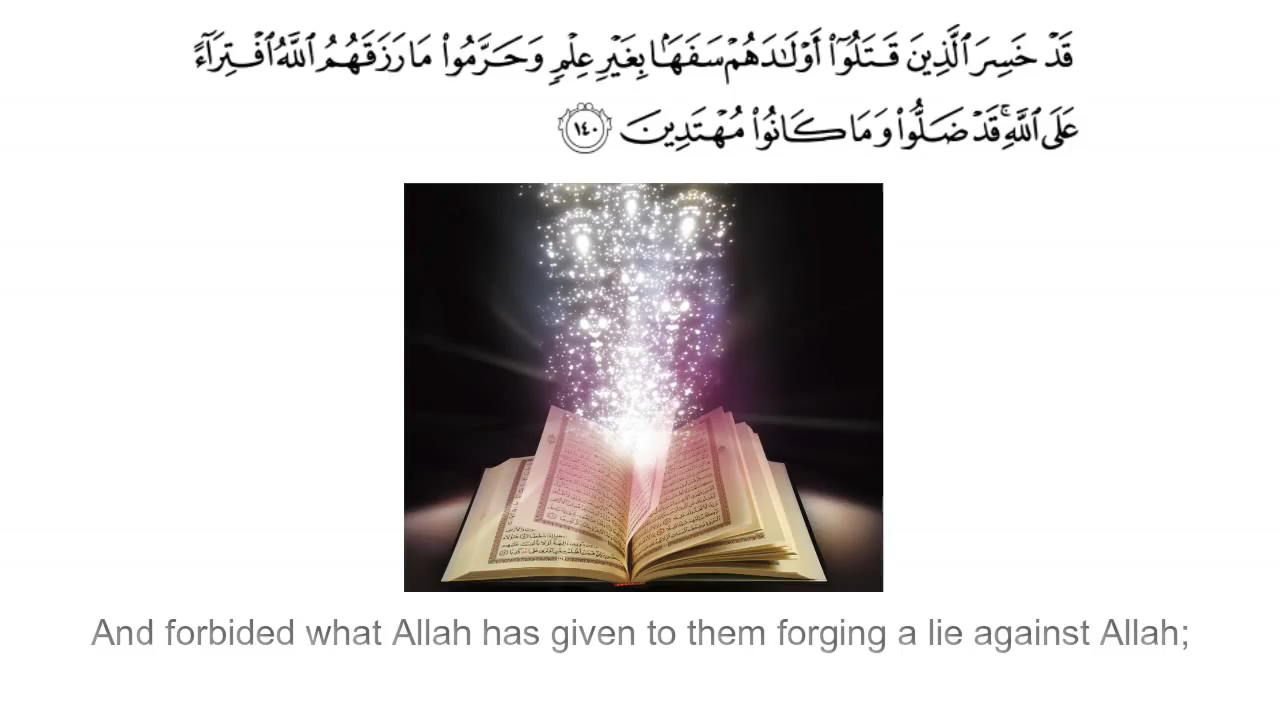 قَدْ خَسِرَ ٱلَّذِينَ قَتَلُوٓا۟ أَوْلَـٰدَهُمْ سَفَهًۢا بِغَيْرِ عِلْمٍ وَحَرَّمُوا۟ مَا رَزَقَهُمُ ٱللَّهُ ٱفْتِرَآءً
عَلَى ٱللَّهِ ۚ قَدْ ضَلُّوا۟ وَمَا كَانُوا۟ مُهْتَدِينَ ١٤٠
And forbided what Allah has given to them forging a lie against Allah;